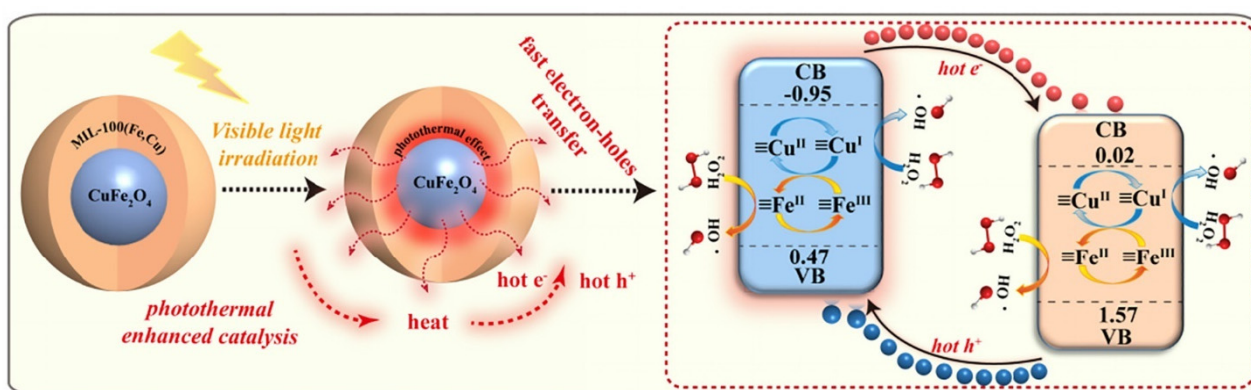 MIL-100(Fe,Cu)
CuFe₂O₄
Visible light
irradiation
photothermal
enhanced catalysis
photothermal effect
CuFe₂O₄
heat
hot e⁻
hot h⁺
fast electron-holes
transfer
CB
-0.95
≡Cuᴵᴵ ≡Cuᴵ
≡Feᴵᴵ ≡Feᴵᴵᴵ
0.47
VB
H₂O₂
·OH
·OH
H₂O₂
hot e⁻
CB
0.02
≡Cuᴵᴵ ≡Cuᴵ
≡Feᴵᴵ ≡Feᴵᴵᴵ
1.57
VB
H₂O₂
·OH
·OH
H₂O₂
hot h⁺